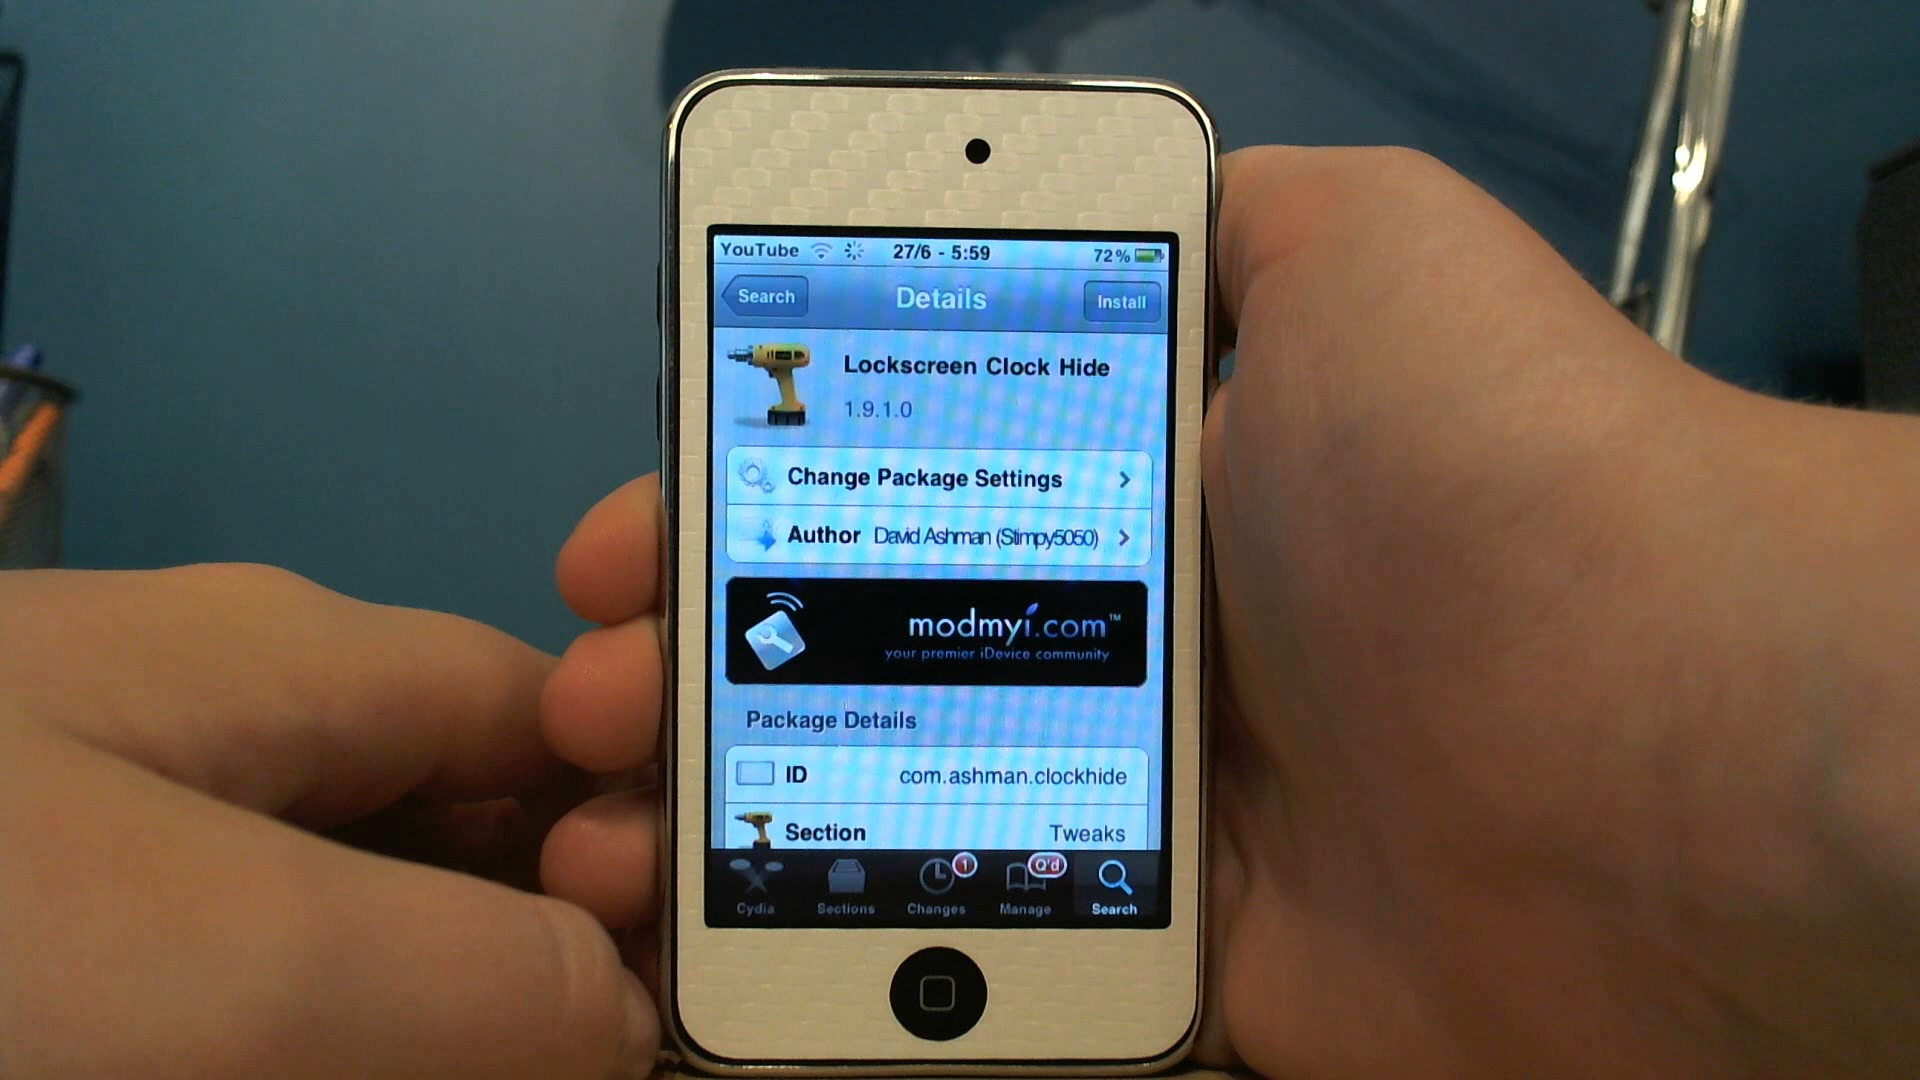 YouTube 27/6 - 5:59 72%
Search Details Install
Lockscreen Clock Hide
1.9.1.0
Change Package Settings
Author David Ashman (Stimpy5050)
modmyi.com™
your premier iDevice community
Package Details
ID com.ashman.clockhide
Section Tweaks
1 Q'd
Cydia Sections Changes Manage Search